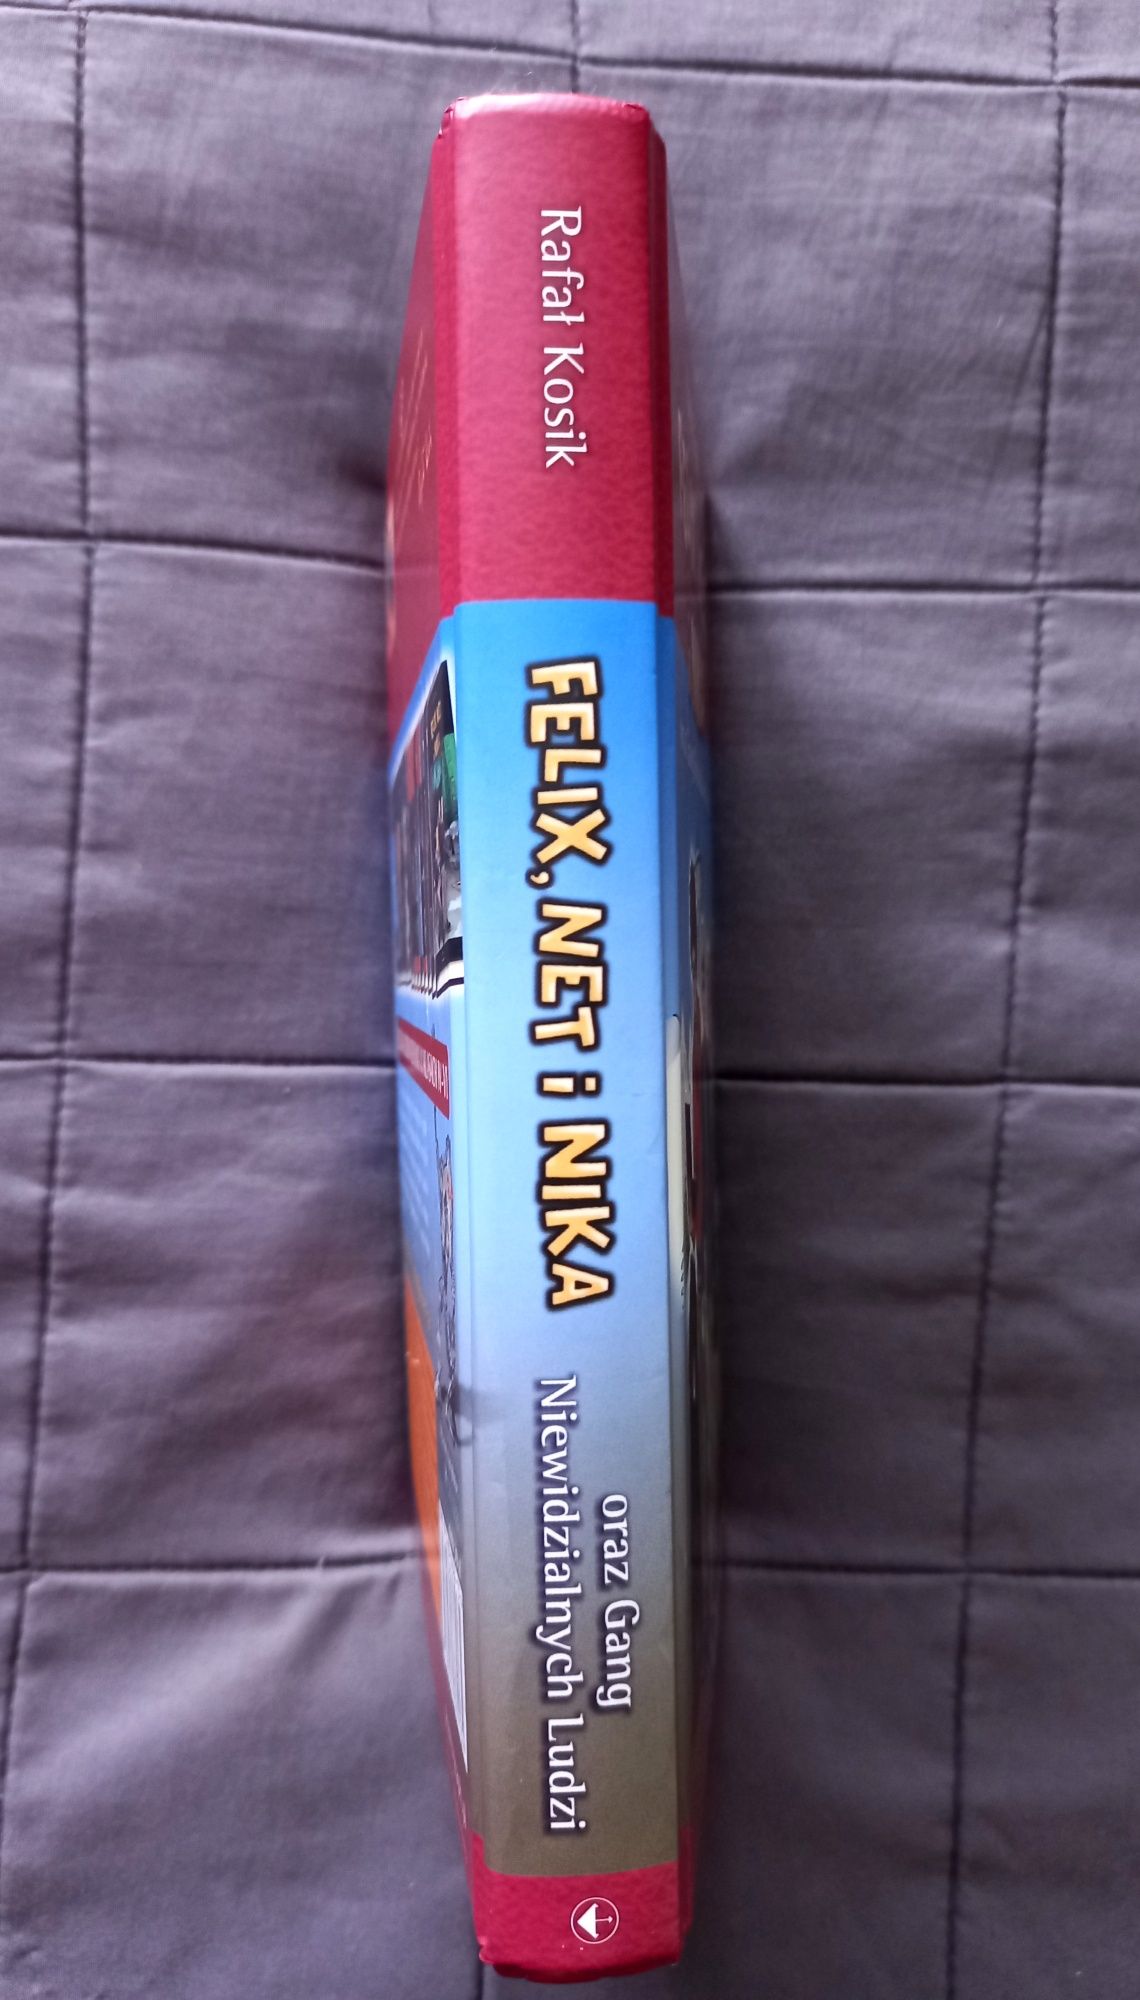 Rafał Kosik
FELIX, NET i NIKA
oraz Gang
Niewidzialnych Ludzi